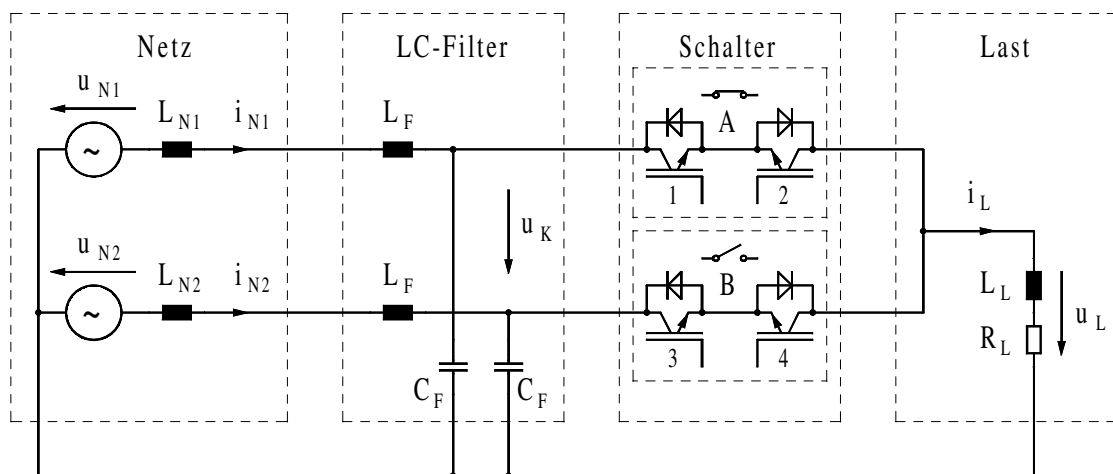 Netz
LC-Filter
Schalter
Last
u N1
L N1
i N1
L F
A
1
2
i L
u K
u N2
L N2
i N2
L F
B
3
4
L L
R L
u L
C F
C F
~
~